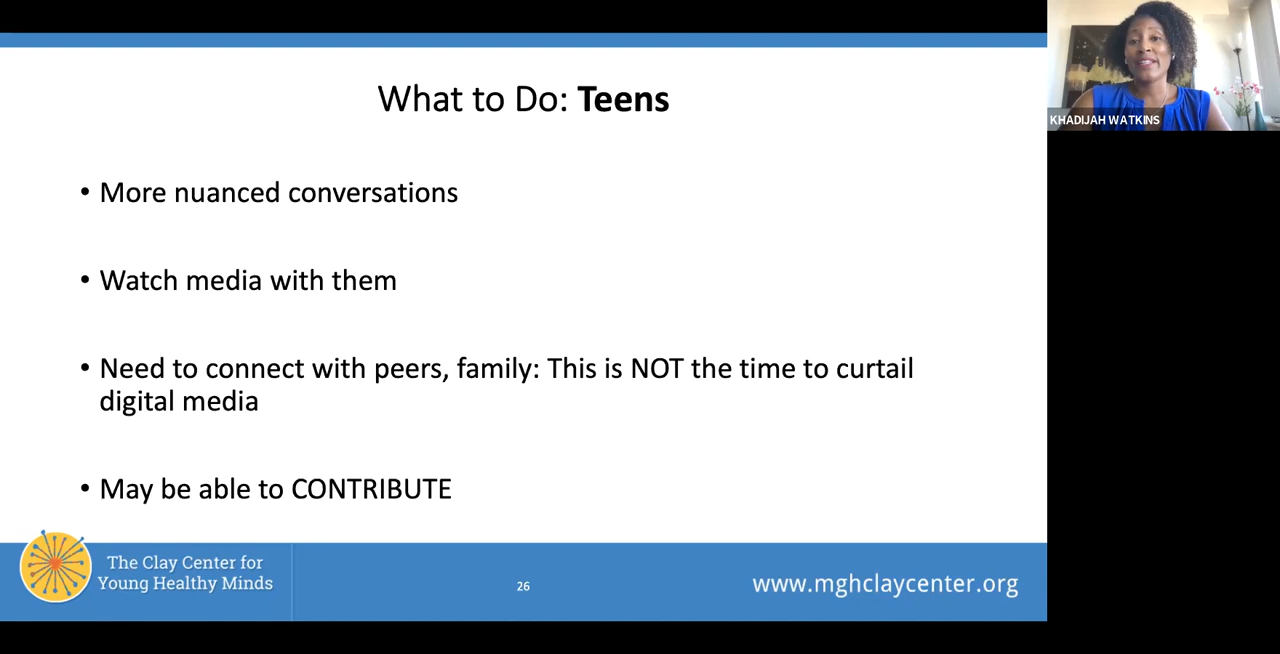 What to Do: Teens
KHADIJAH WATKINS
• More nuanced conversations
• Watch media with them
• Need to connect with peers, family: This is NOT the time to curtail
digital media
• May be able to CONTRIBUTE
The Clay Center for
Young Healthy Minds
26
www.mghclaycenter.org